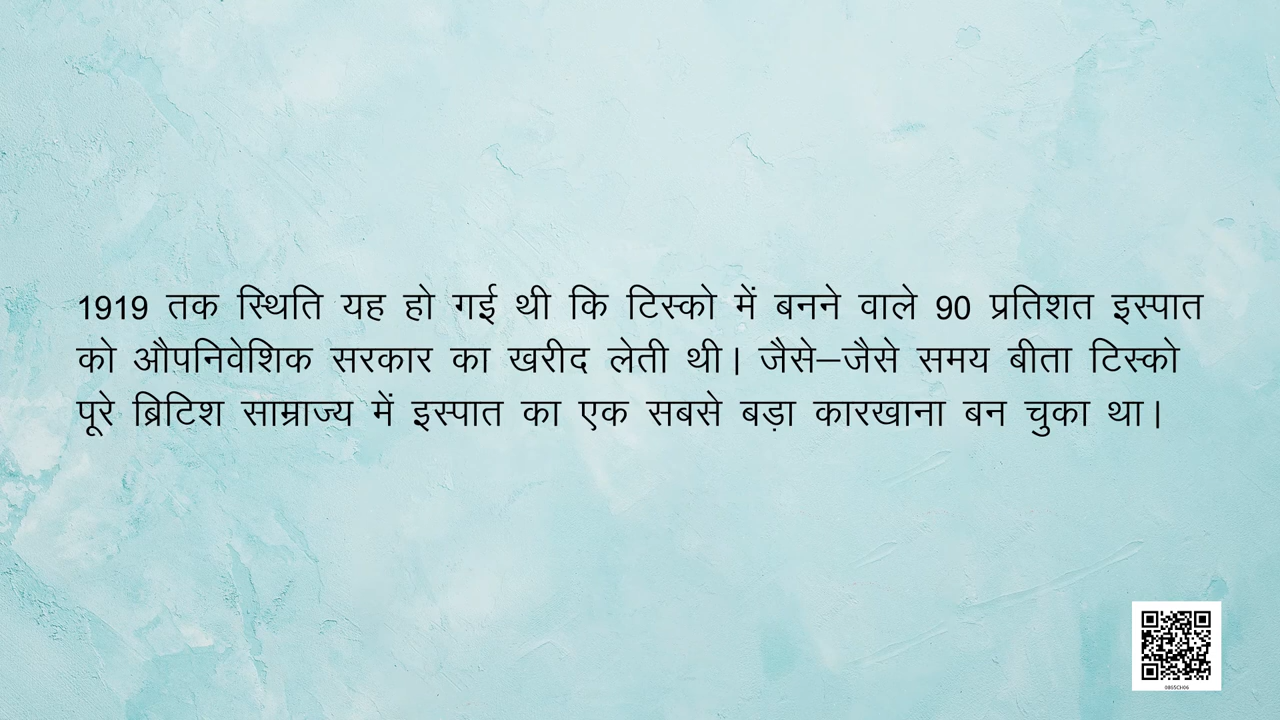 1919 तक स्थिति यह हो गई थी कि टिस्को में बनने वाले 90 प्रतिशत इस्पात
को औपनिवेशिक सरकार का खरीद लेती थी। जैसे–जैसे समय बीता टिस्को
पूरे ब्रिटिश साम्राज्य में इस्पात का एक सबसे बड़ा कारखाना बन चुका था।
0865CH06